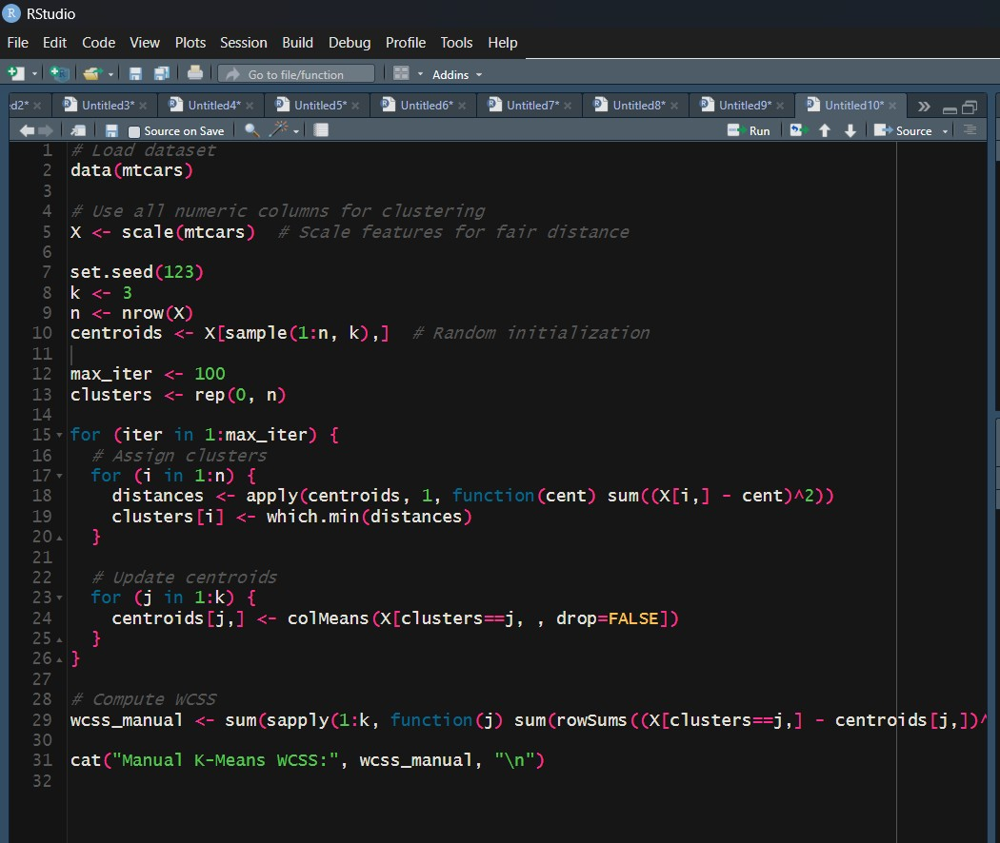 RStudio
File Edit Code View Plots Session Build Debug Profile Tools Help
Go to file/function Addins
d2* Untitled3* Untitled4* Untitled5* Untitled6* Untitled7* Untitled8* Untitled9* Untitled10*
Source on Save Run Source
1 # Load dataset
2 data(mtcars)
3
4 # Use all numeric columns for clustering
5 X <- scale(mtcars)  # Scale features for fair distance
6
7 set.seed(123)
8 k <- 3
9 n <- nrow(X)
10 centroids <- X[sample(1:n, k),]  # Random initialization
11
12 max_iter <- 100
13 clusters <- rep(0, n)
14
15 for (iter in 1:max_iter) {
16   # Assign clusters
17   for (i in 1:n) {
18     distances <- apply(centroids, 1, function(cent) sum((X[i,] - cent)^2))
19     clusters[i] <- which.min(distances)
20   }
21
22   # Update centroids
23   for (j in 1:k) {
24     centroids[j,] <- colMeans(X[clusters==j, , drop=FALSE])
25   }
26 }
27
28 # Compute WCSS
29 wcss_manual <- sum(sapply(1:k, function(j) sum(rowSums((X[clusters==j,] - centroids[j,])^
30
31 cat("Manual K-Means WCSS:", wcss_manual, "\n")
32